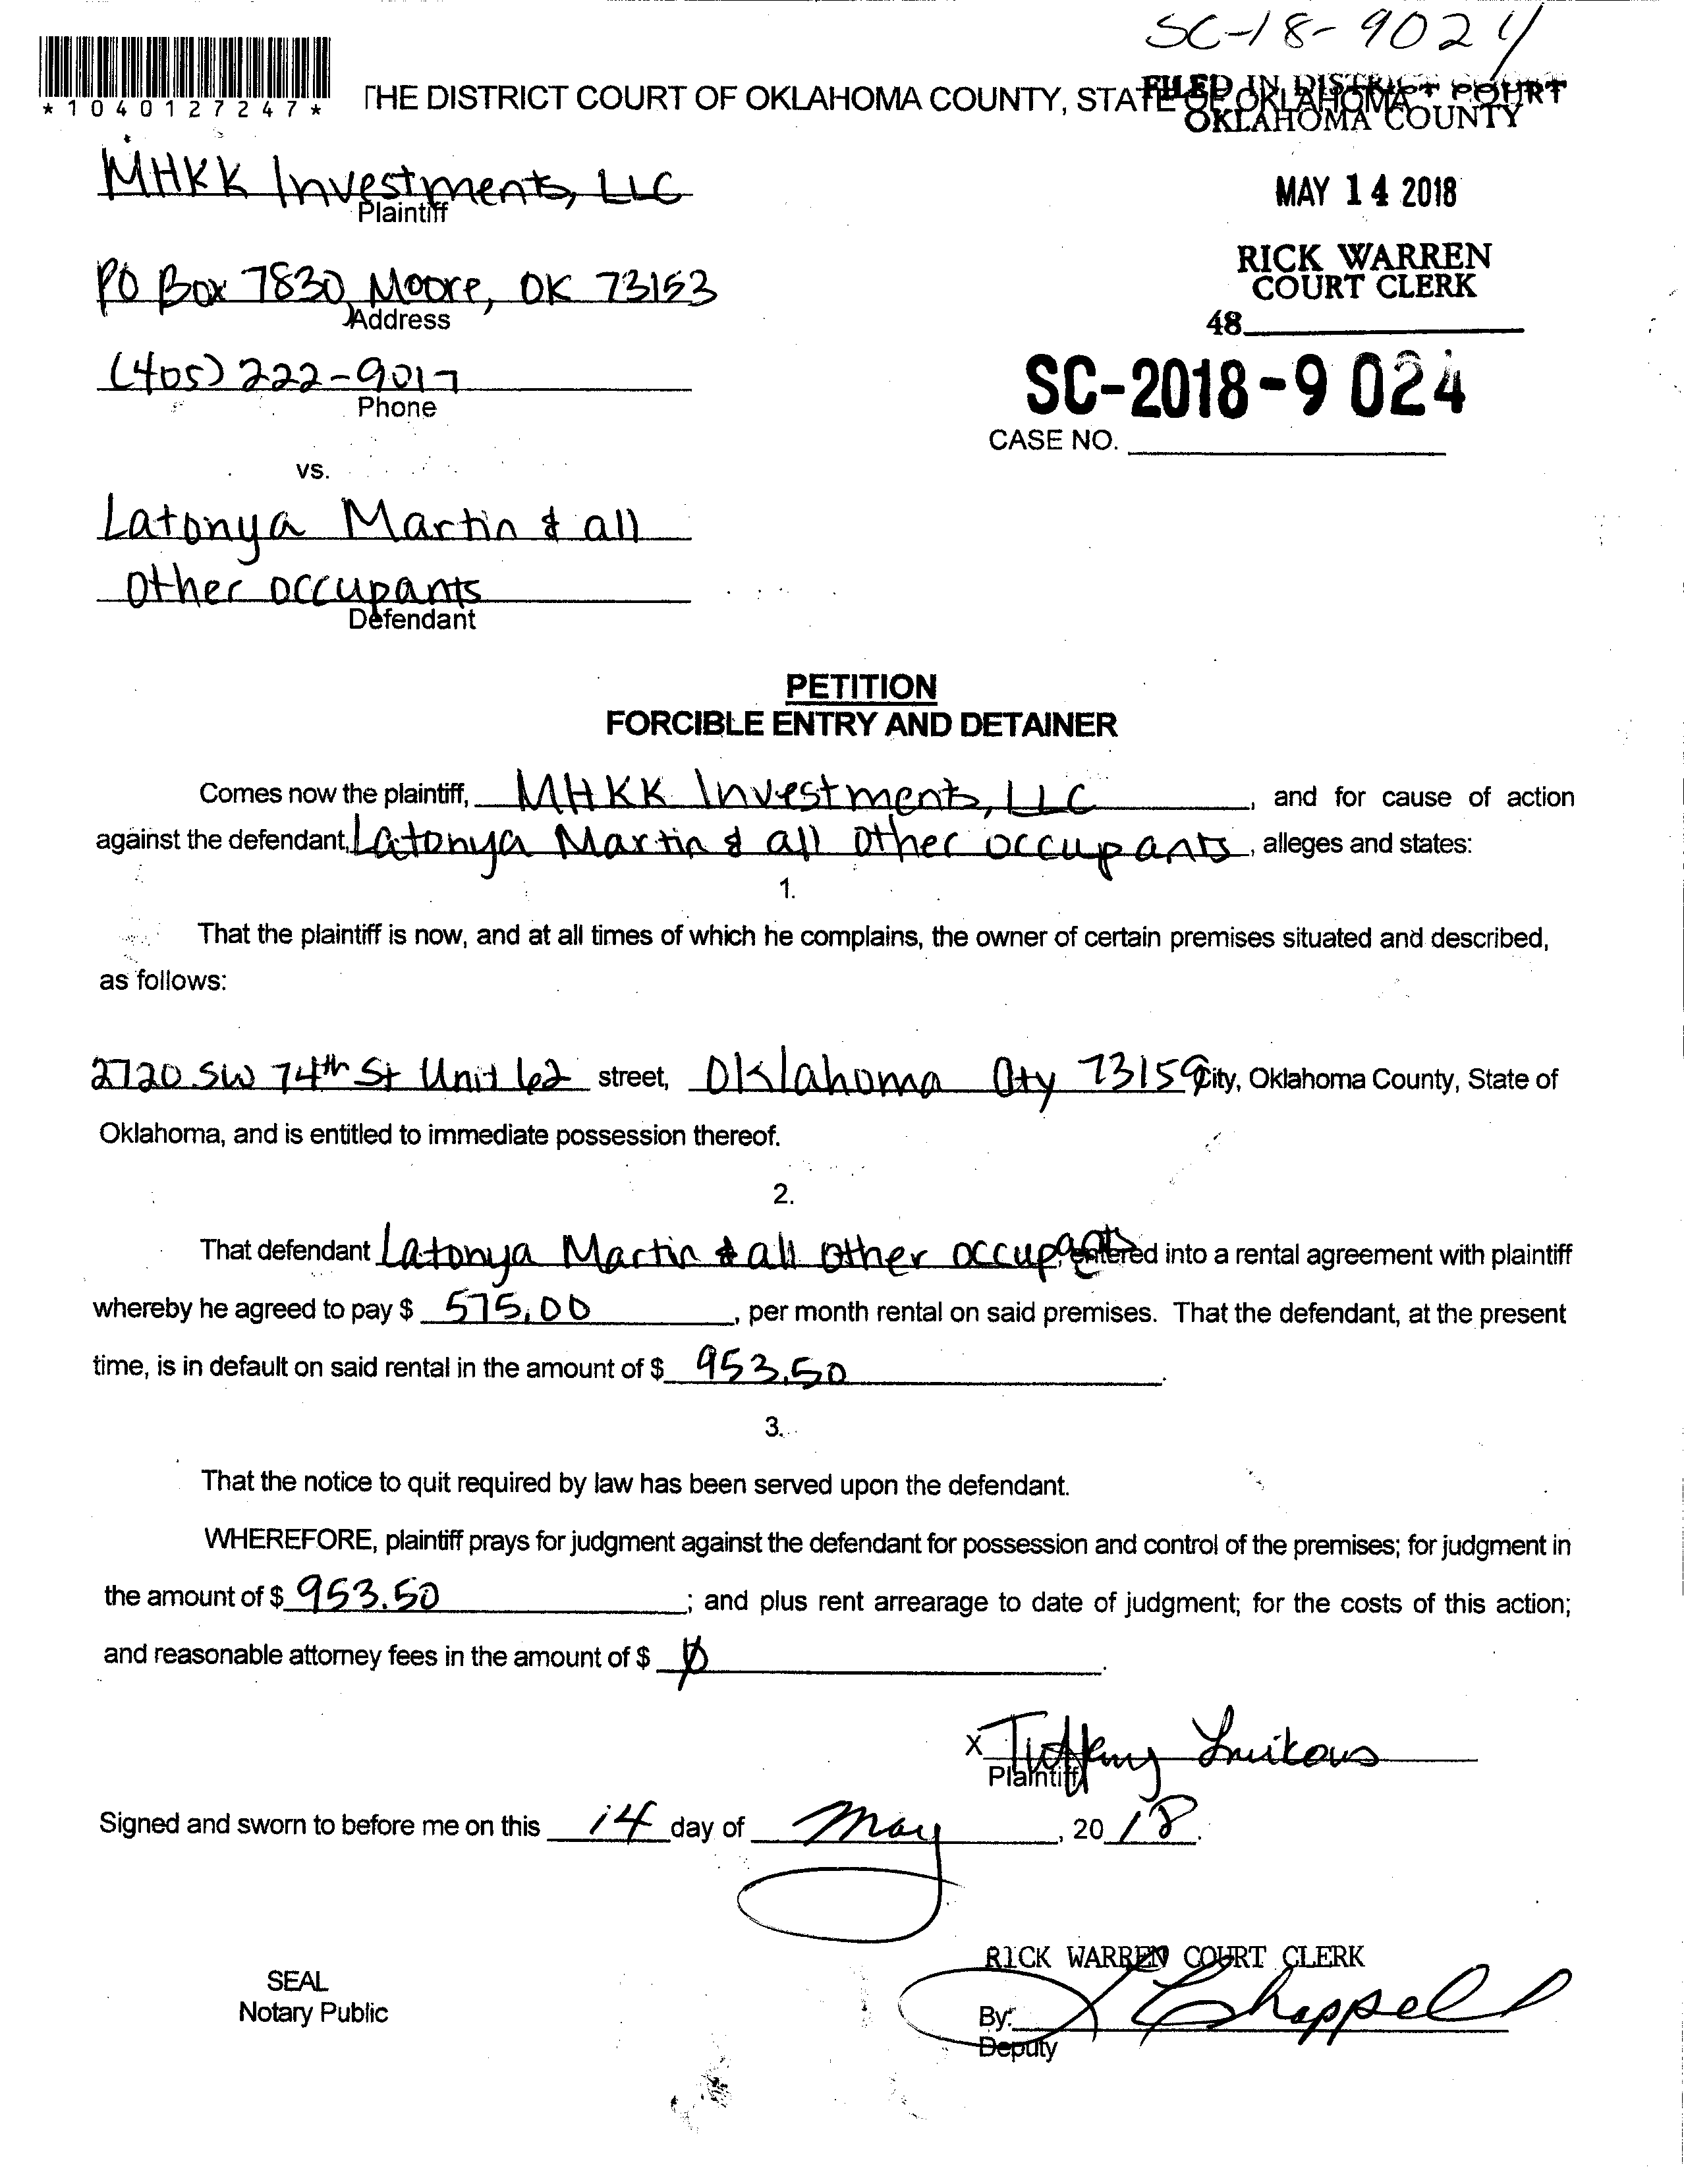 SC-18-9024
*1040127247*
THE DISTRICT COURT OF OKLAHOMA COUNTY, STATE OF OKLAHOMA
FILED IN DISTRICT COURT
OKLAHOMA COUNTY
MHKK Investments, LLC
Plaintiff
MAY 14 2018
RICK WARREN
COURT CLERK
48
PO Box 7830, Moore, OK 73153
Address
(405) 222-9017
Phone
SC-2018-9024
CASE NO.
vs.
Latonya Martin & all
other occupants
Defendant
PETITION
FORCIBLE ENTRY AND DETAINER
Comes now the plaintiff, MHKK Investments, LLC, and for cause of action
against the defendant, Latonya Martin & all other occupants, alleges and states:
1.
That the plaintiff is now, and at all times of which he complains, the owner of certain premises situated and described,
as follows:
2720 SW 74th St Unit 62 street, Oklahoma City 73159 City, Oklahoma County, State of
Oklahoma, and is entitled to immediate possession thereof.
2.
That defendant Latonya Martin & all other occupants, entered into a rental agreement with plaintiff
whereby he agreed to pay $ 575.00, per month rental on said premises. That the defendant, at the present
time, is in default on said rental in the amount of $ 953.50.
3.
That the notice to quit required by law has been served upon the defendant.
WHEREFORE, plaintiff prays for judgment against the defendant for possession and control of the premises; for judgment in
the amount of $ 953.50; and plus rent arrearage to date of judgment; for the costs of this action;
and reasonable attorney fees in the amount of $ 0.
X Tiffany
Plaintiff
Signed and sworn to before me on this 14 day of May, 2018.
RICK WARREN COURT CLERK
SEAL
Notary Public
By: Chappell
Deputy